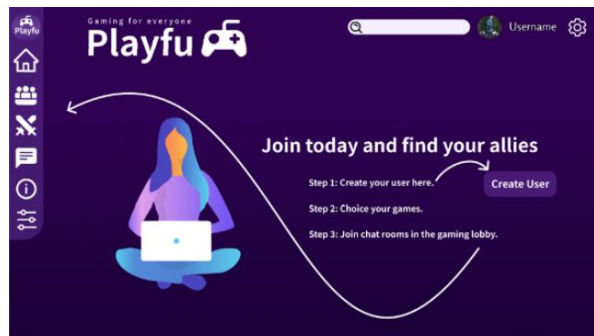 Playfu
Gaming for everyone
Playfu
Username
Join today and find your allies
Step 1: Create your user here.
Create User
Step 2: Choice your games.
Step 3: Join chat rooms in the gaming lobby.